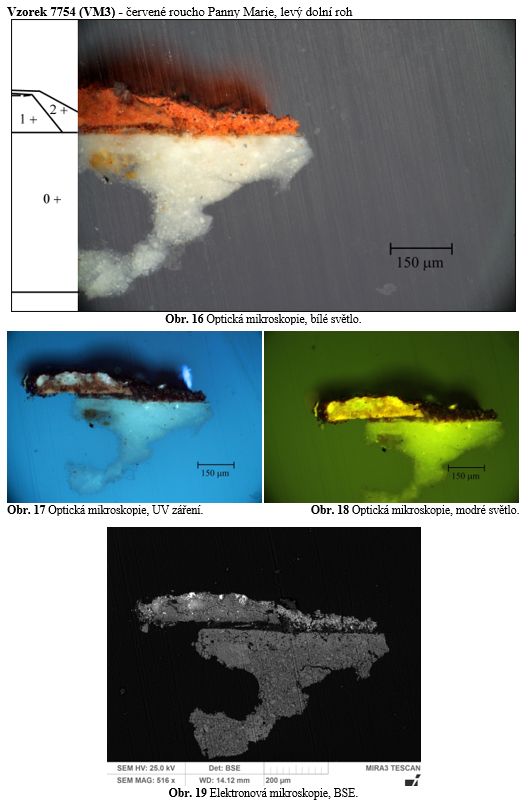 Vzorek 7754 (VM3) - červené roucho Panny Marie, levý dolní roh
2 +
1 +
0 +
150 µm
Obr. 16 Optická mikroskopie, bílé světlo.
150 µm
150 µm
Obr. 17 Optická mikroskopie, UV záření.
Obr. 18 Optická mikroskopie, modré světlo.
SEM HV: 25.0 kV Det: BSE MIRA3 TESCAN
SEM MAG: 516 x WD: 14.12 mm 200 µm
Obr. 19 Elektronová mikroskopie, BSE.